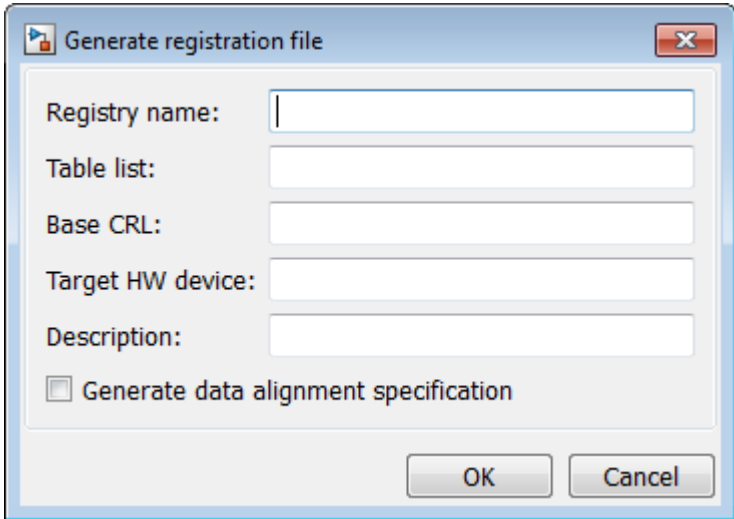 Generate registration file
Registry name:
Table list:
Base CRL:
Target HW device:
Description:
Generate data alignment specification
OK
Cancel